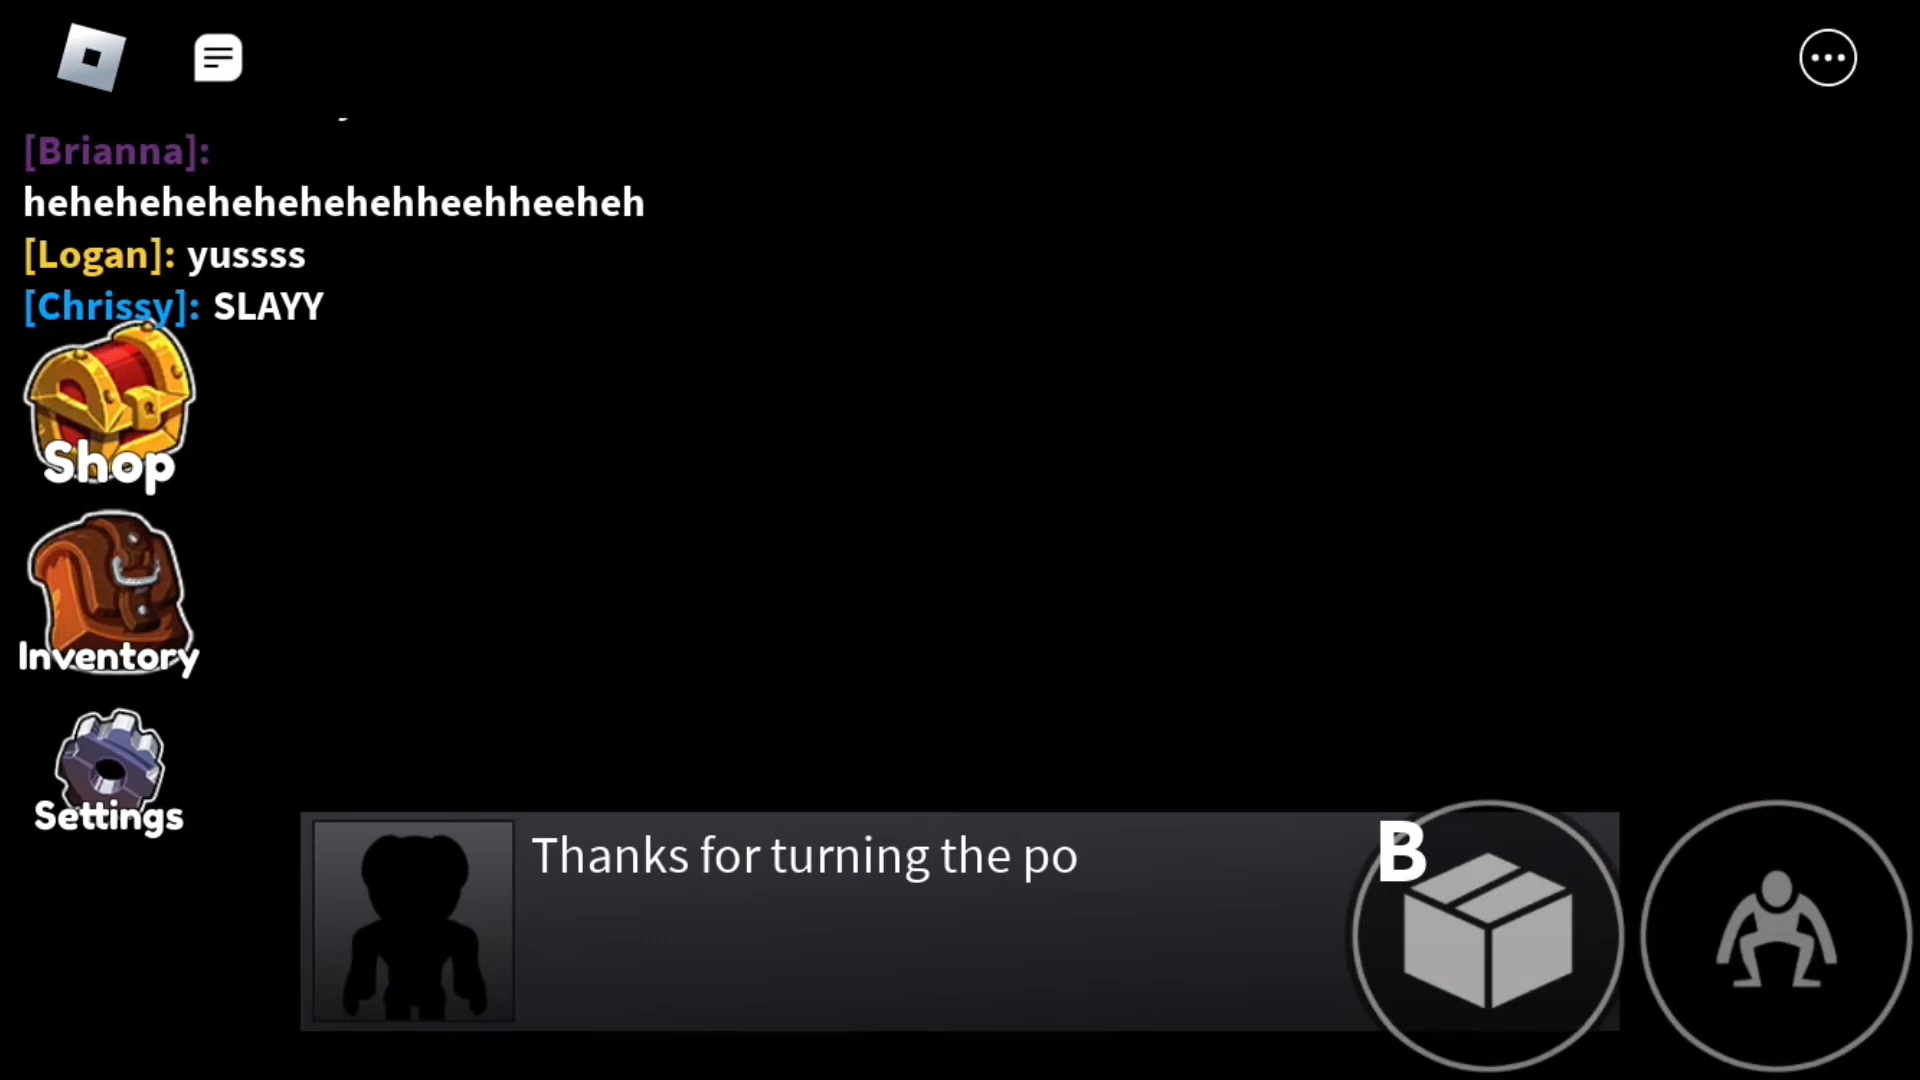 [Brianna]:
hehehehehehehehehheehheeheh
[Logan]: yussss
[Chrissy]: SLAYY
Shop
Inventory
Settings
Thanks for turning the po
B